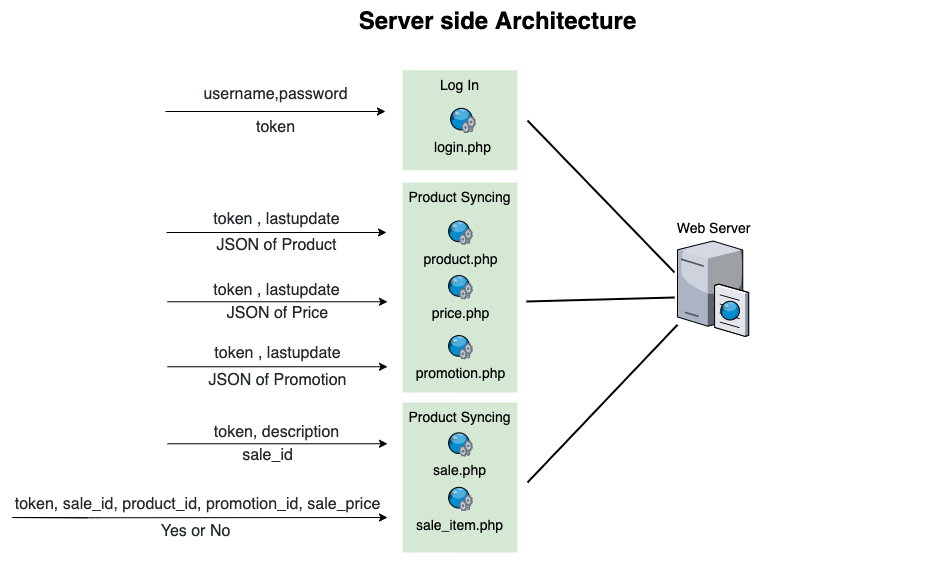 Server side Architecture
username,password
token
Log In
login.php
token , lastupdate
JSON of Product
Product Syncing
product.php
token , lastupdate
JSON of Price
price.php
token , lastupdate
JSON of Promotion
promotion.php
Web Server
token, description
sale_id
Product Syncing
sale.php
token, sale_id, product_id, promotion_id, sale_price
Yes or No
sale_item.php